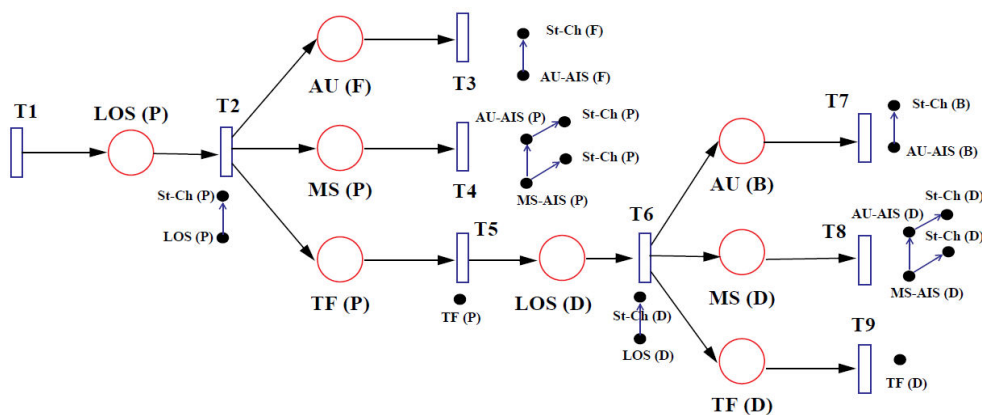 St-Ch (F)
AU-AIS (F)
AU (F)
T3
T1
LOS (P)
T2
St-Ch (P)
LOS (P)
AU-AIS (P)
St-Ch (P)
St-Ch (P)
MS-AIS (P)
MS (P)
T4
T5
TF (P)
TF (P)
LOS (D)
T6
St-Ch (D)
LOS (D)
T7
St-Ch (B)
AU-AIS (B)
AU (B)
T8
AU-AIS (D)
St-Ch (D)
St-Ch (D)
MS-AIS (D)
MS (D)
T9
TF (D)
TF (D)